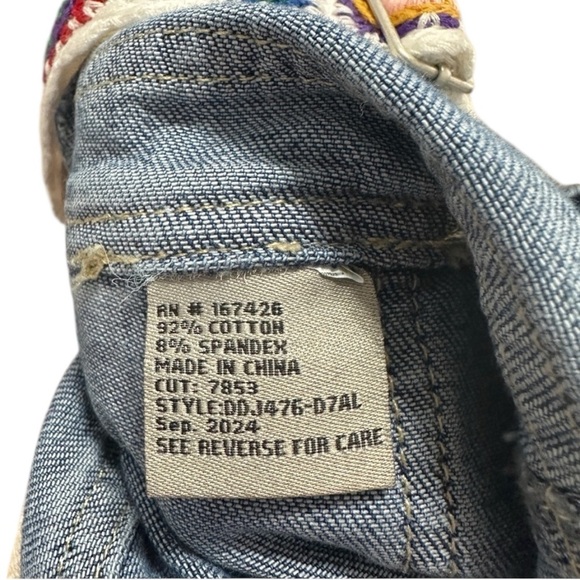 RN # 167426
92% COTTON
8% SPANDEX
MADE IN CHINA
CUT: 7853
STYLE:DDJ476-D7AL
Sep. 2024
SEE REVERSE FOR CARE